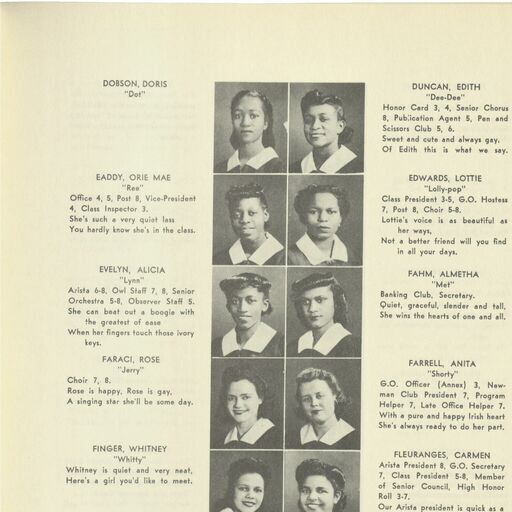 DOBSON, DORIS
"Dot"
EADDY, ORIE MAE
"Ree"
Office 4, 5, Post 8, Vice-President
4, Class Inspector 3.
She's such a very quiet lass
You hardly know she's in the class.
EVELYN, ALICIA
"Lynn"
Arista 6-8, Owl Staff 7, 8, Senior
Orchestra 5-8, Observer Staff 5.
She can beat out a boogie with
the greatest of ease
When her fingers touch those ivory
keys.
FARACI, ROSE
"Jerry"
Choir 7, 8.
Rose is happy, Rose is gay,
A singing star she'll be some day.
FINGER, WHITNEY
"Whitty"
Whitney is quiet and very neat,
Here's a girl you'd like to meet.
DUNCAN, EDITH
"Dee-Dee"
Honor Card 3, 4, Senior Chorus
8, Publication Agent 5, Pen and
Scissors Club 5, 6.
Sweet and cute and always gay.
Of Edith this is what we say.
EDWARDS, LOTTIE
"Lolly-pop"
Class President 3-5, G.O. Hostess
7, Post 8, Choir 5-8.
Lottie's voice is as beautiful as
her ways,
Not a better friend will you find
in all your days.
FAHM, ALMETHA
"Met"
Banking Club, Secretary.
Quiet, graceful, slender and tall,
She wins the hearts of one and all.
FARRELL, ANITA
"Shorty"
G.O. Officer (Annex) 3, New-
man Club President 7, Program
Helper 7, Late Office Helper 7.
With a pure and happy Irish heart
She's always ready to do her part.
FLEURANGES, CARMEN
Arista President 8, G.O. Secretary
7, Class President 5-8, Member
of Senior Council, High Honor
Roll 3-7.
Our Arista president is quick as a